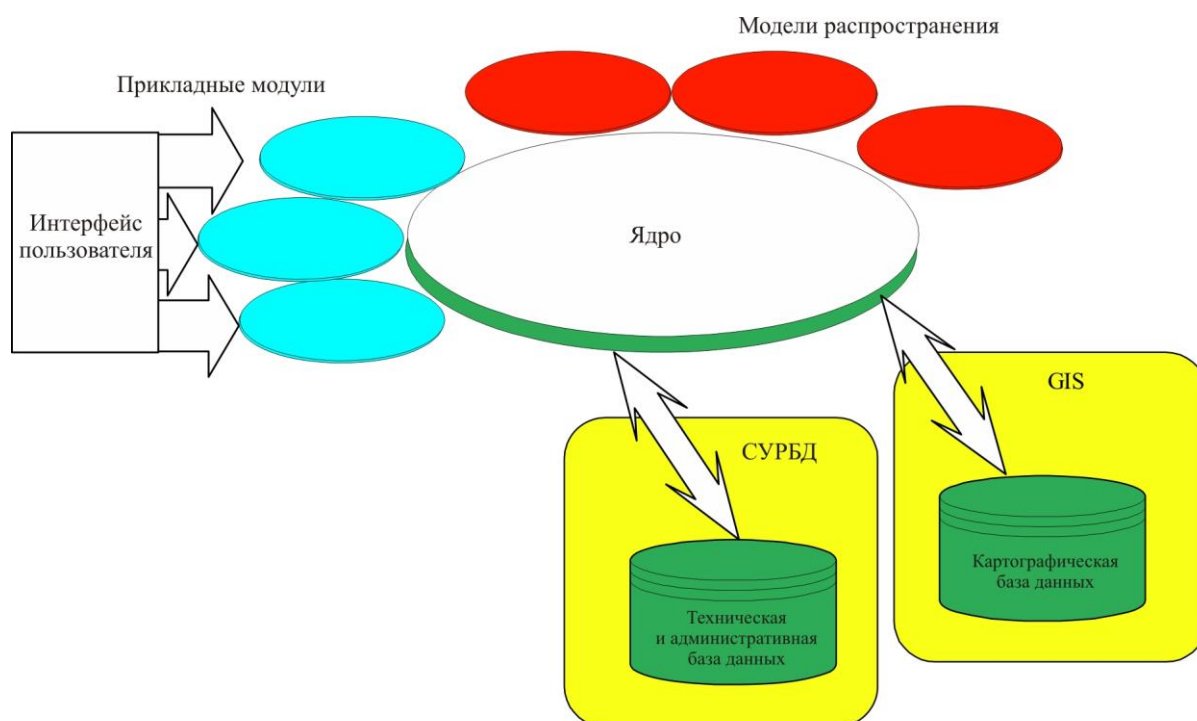 Модели распространения
Прикладные модули
Интерфейс
пользователя
Ядро
GIS
СУРБД
Картографическая
база данных
Техническая
и административная
база данных